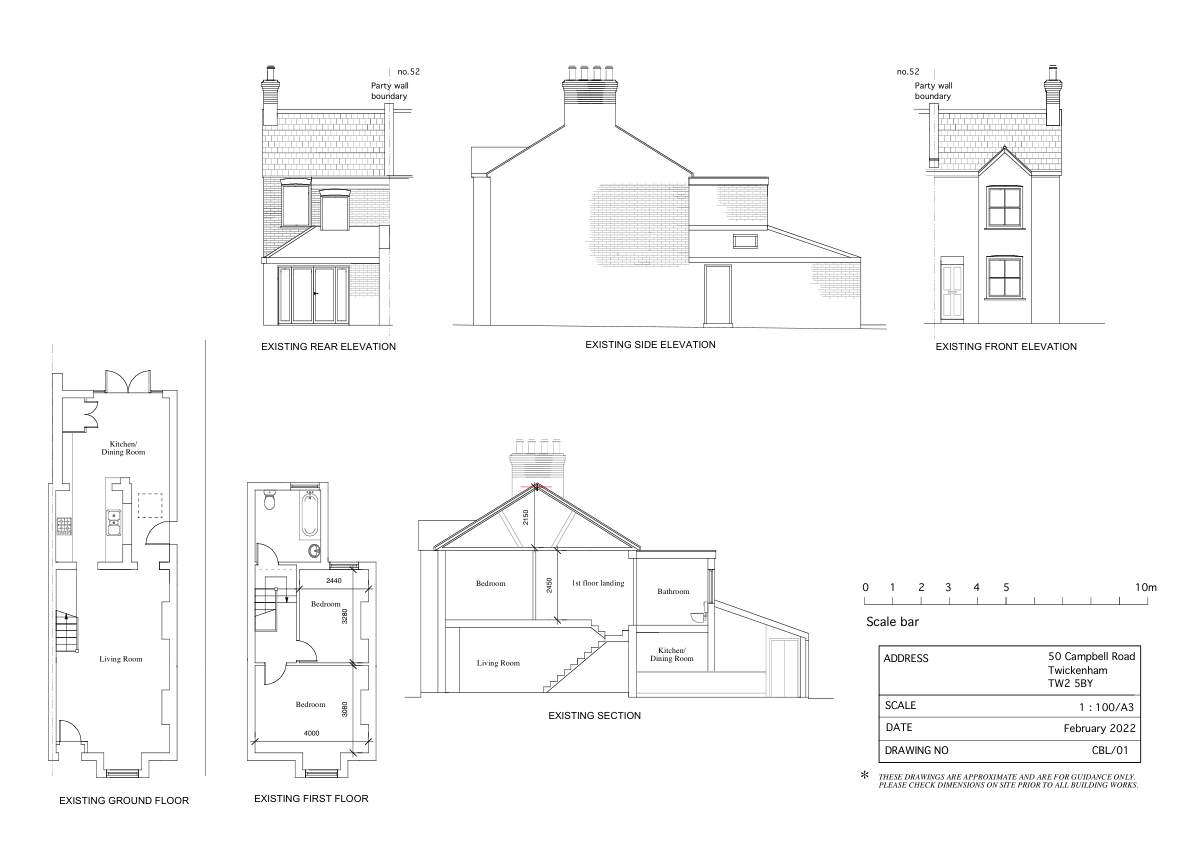 no.52
Party wall
boundary
no.52
Party wall
boundary
EXISTING REAR ELEVATION
EXISTING SIDE ELEVATION
EXISTING FRONT ELEVATION
Kitchen/
Dining Room
Living Room
EXISTING GROUND FLOOR
2440
Bedroom
3280
Bedroom
3080
4000
EXISTING FIRST FLOOR
2150
Bedroom
2450
1st floor landing
Bathroom
Living Room
Kitchen/
Dining Room
EXISTING SECTION
0 1 2 3 4 5 10m
Scale bar
ADDRESS 50 Campbell Road
Twickenham
TW2 5BY
SCALE 1 : 100/A3
DATE February 2022
DRAWING NO CBL/01
* THESE DRAWINGS ARE APPROXIMATE AND ARE FOR GUIDANCE ONLY.
PLEASE CHECK DIMENSIONS ON SITE PRIOR TO ALL BUILDING WORKS.